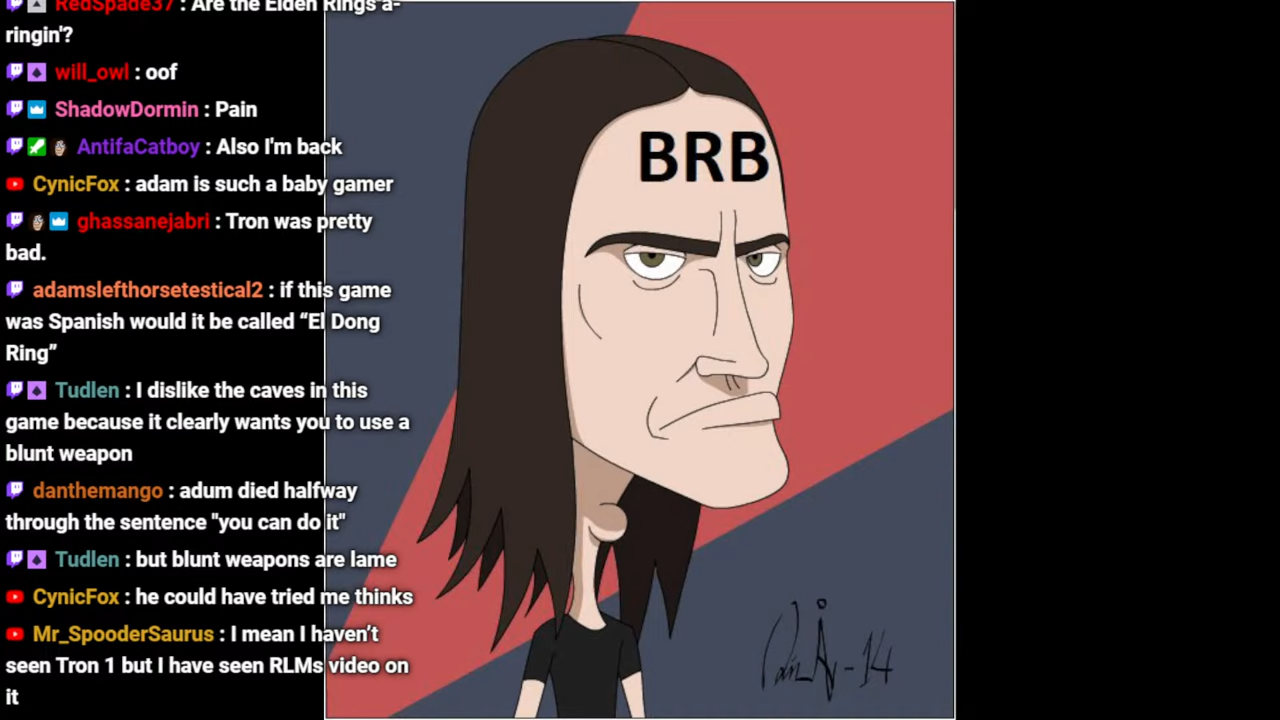 RedSpade37 : Are the Elden Rings a-
ringin'?
will_owl : oof
ShadowDormin : Pain
AntifaCatboy : Also I'm back
CynicFox : adam is such a baby gamer
ghassanejabri : Tron was pretty
bad.
adamslefthorsetestical2 : if this game
was Spanish would it be called “El Dong
Ring”
Tudlen : I dislike the caves in this
game because it clearly wants you to use a
blunt weapon
danthemango : adum died halfway
through the sentence "you can do it"
Tudlen : but blunt weapons are lame
CynicFox : he could have tried me thinks
Mr_SpooderSaurus : I mean I haven’t
seen Tron 1 but I have seen RLMs video on
it
BRB
-14